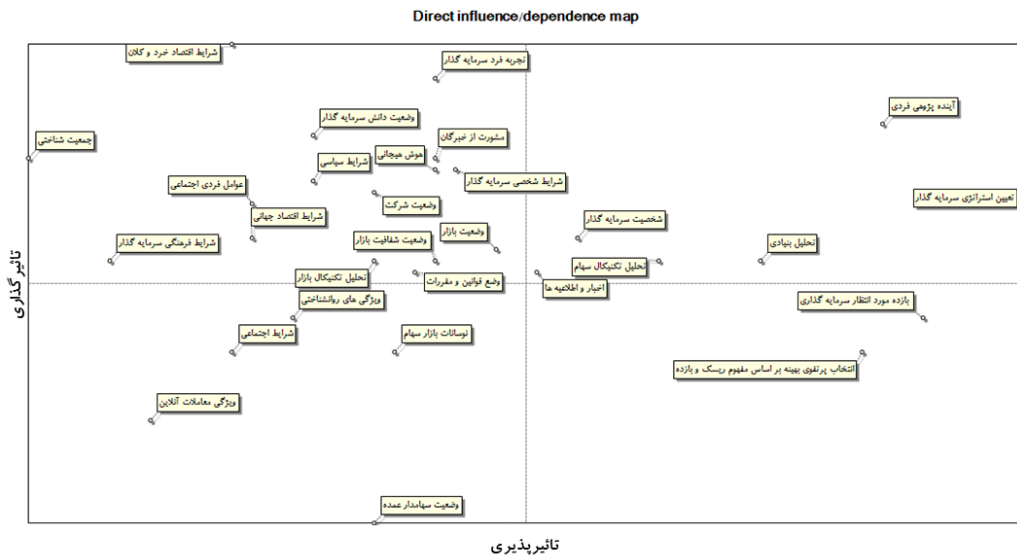 Direct influence/dependence map
شرایط اقتصاد خرد و کلان
تجربه فرد سرمایه گذار
آینده پژوهی فردی
وضعیت دانش سرمایه گذار
جمعیت شناختی
مشورت از خبرگان
هوش هیجانی
شرایط سیاسی
شرایط شخصی سرمایه گذار
عوامل فردی اجتماعی
تعیین استراتژی سرمایه گذار
وضعیت شرکت
شرایط اقتصاد جهانی
شخصیت سرمایه گذار
وضعیت بازار
شرایط فرهنگی سرمایه گذار
وضعیت شفافیت بازار
تحلیل بنیادی
تحلیل تکنیکال سهام
تحلیل تکنیکال بازار
وضع قوانین و مقررات
اخبار و اطلاعیه ها
ویژگی های روانشناختی
بازده مورد انتظار سرمایه گذاری
شرایط اجتماعی
نوسانات بازار سهام
انتخاب پرتفوی بهینه بر اساس مفهوم ریسک و بازده
ویژگی معاملات آنلاین
وضعیت سهامدار عمده
تاثیرگذاری
تاثیرپذیری